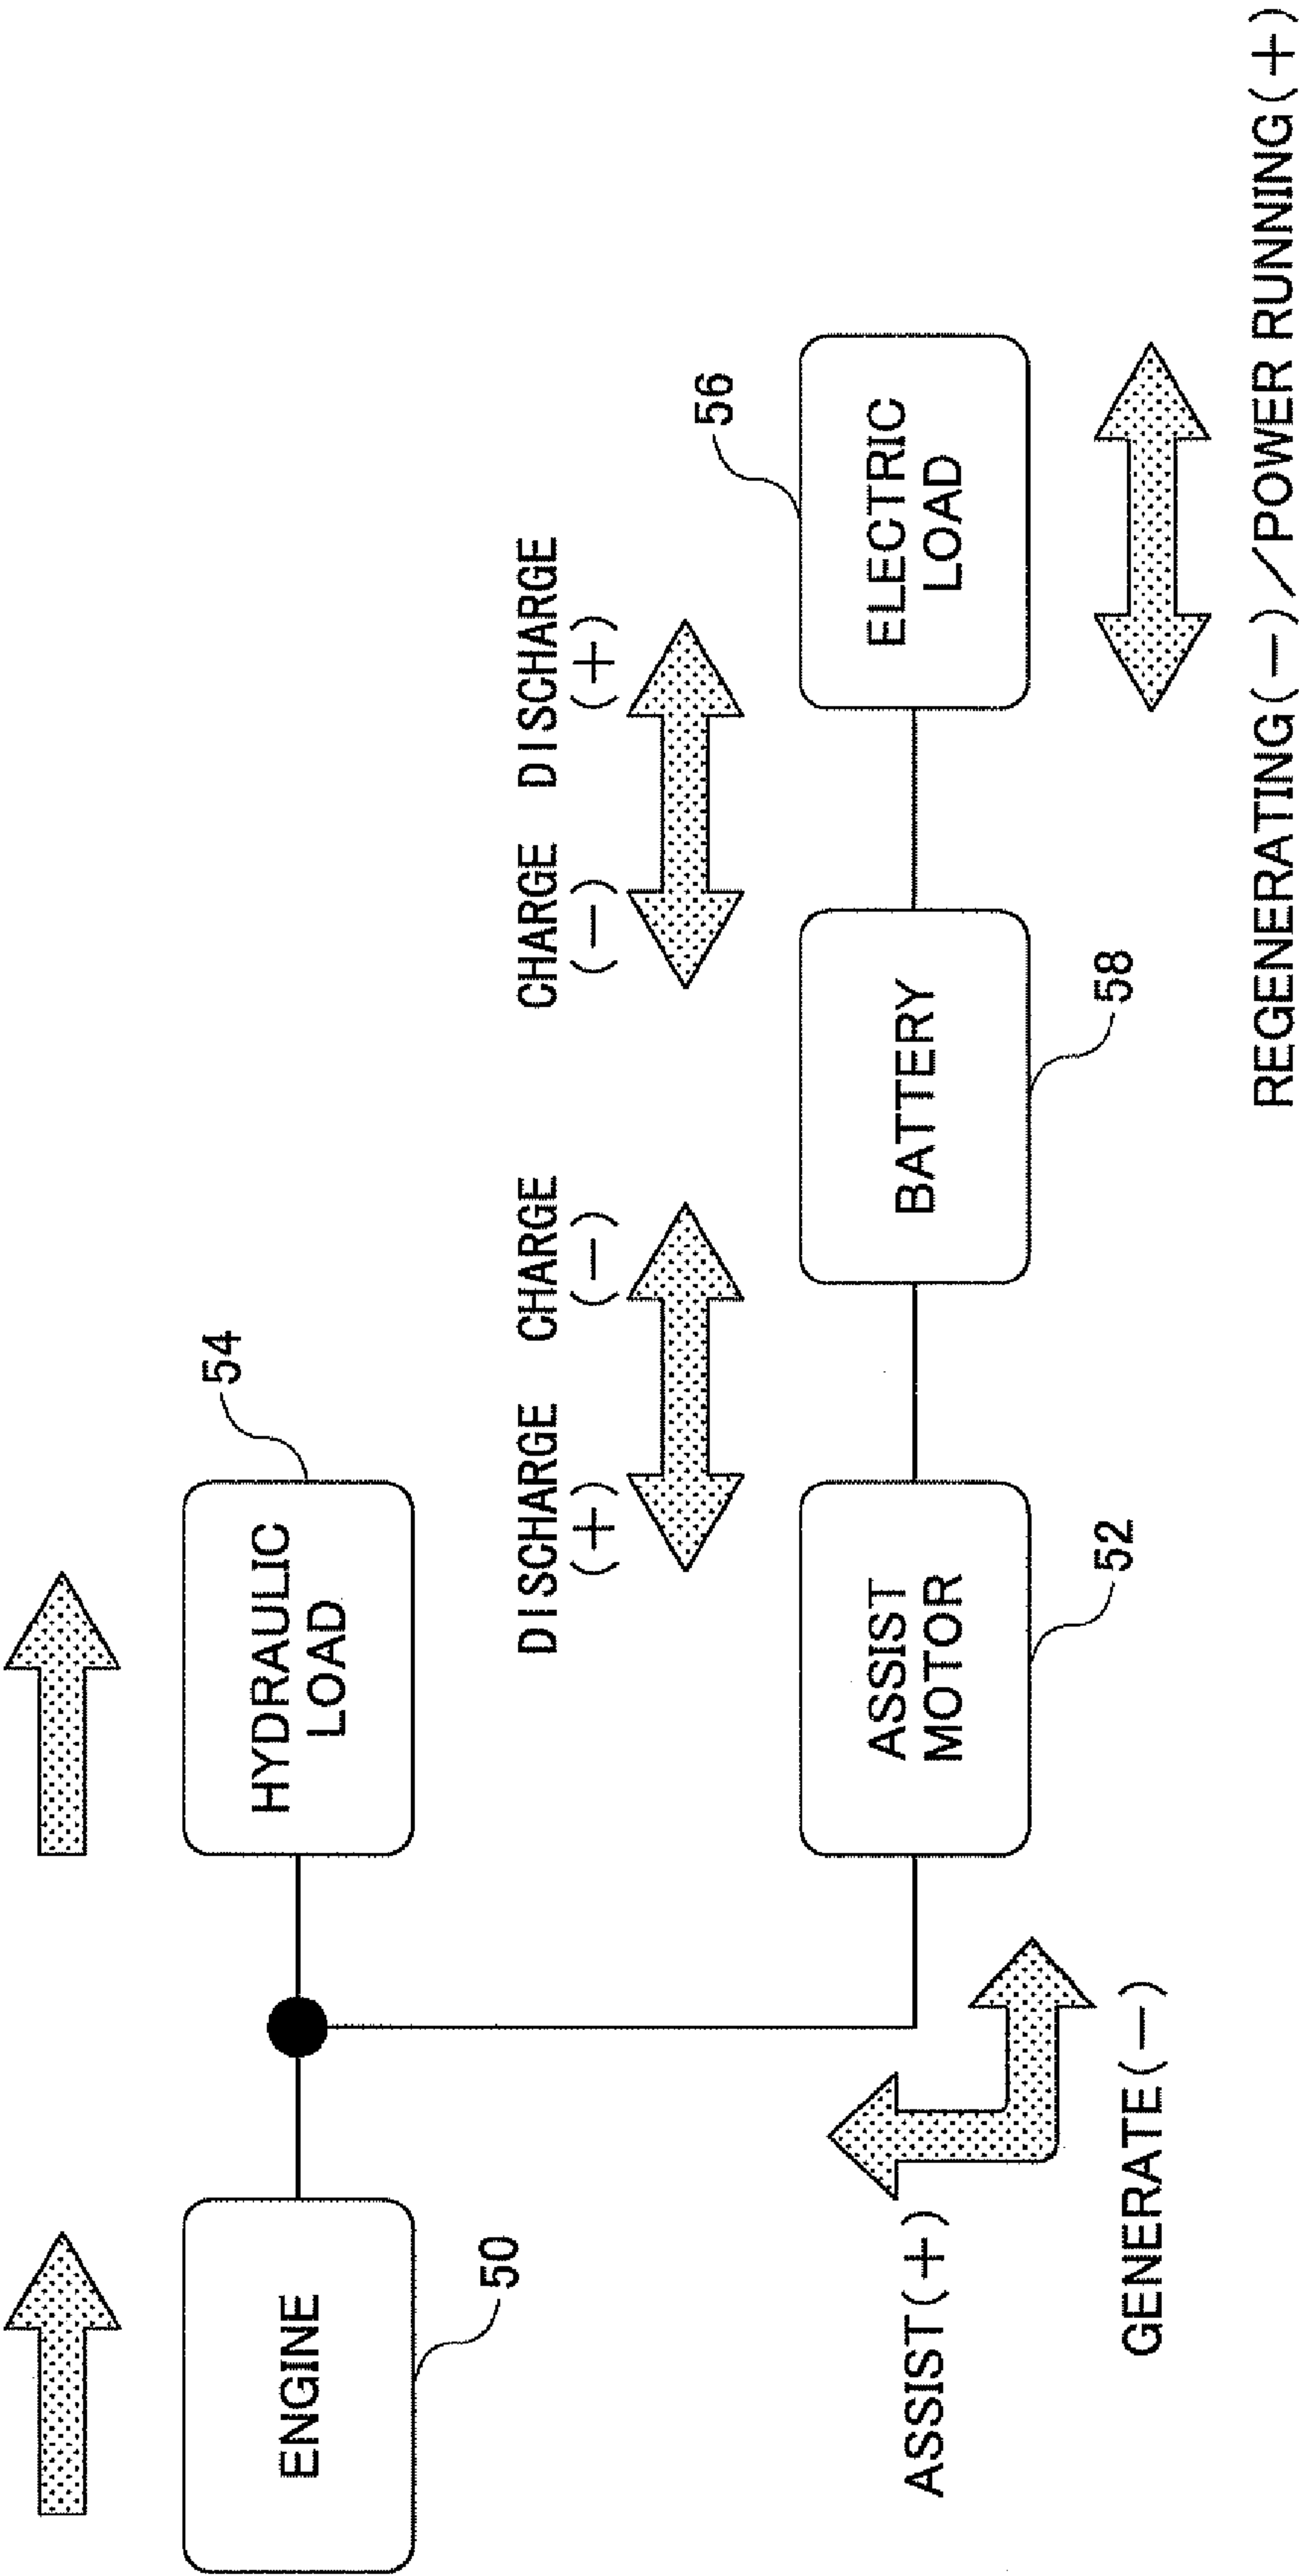 ENGINE
50
HYDRAULIC
LOAD
54
ASSIST(+)
GENERATE(-)
DISCHARGE
(+)
CHARGE
(-)
CHARGE
(-)
DISCHARGE
(+)
ASSIST
MOTOR
52
BATTERY
58
ELECTRIC
LOAD
56
REGENERATING(-)/POWER RUNNING(+)